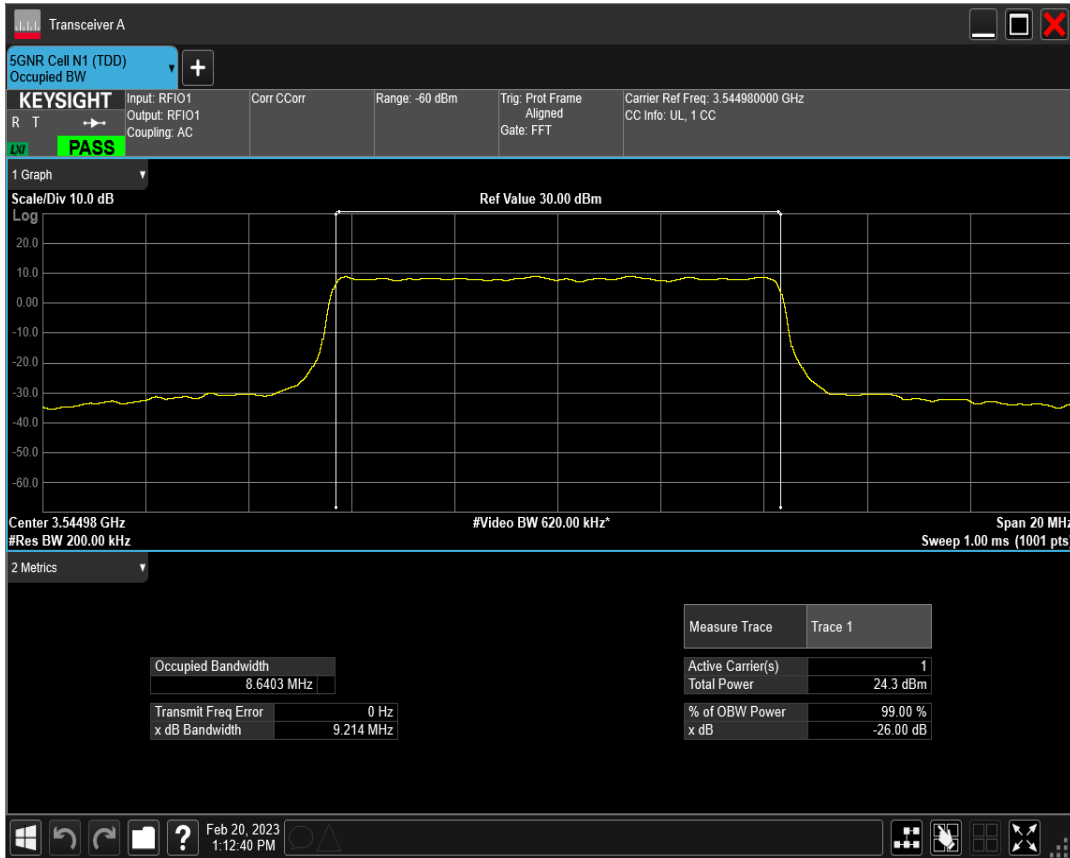 Transceiver A
5GNR Cell N1 (TDD)
Occupied BW
+
KEYSIGHT
R T
LXI
PASS
Input: RFIO1
Output: RFIO1
Coupling: AC
Corr CCorr
Range: -60 dBm
Trig: Prot Frame
Aligned
Gate: FFT
Carrier Ref Freq: 3.544980000 GHz
CC Info: UL, 1 CC
1 Graph
Scale/Div 10.0 dB
Ref Value 30.00 dBm
Log
20.0
10.0
0.00
-10.0
-20.0
-30.0
-40.0
-50.0
-60.0
Center 3.54498 GHz
#Video BW 620.00 kHz*
Span 20 MHz
#Res BW 200.00 kHz
Sweep 1.00 ms (1001 pts)
2 Metrics
Measure Trace Trace 1
Occupied Bandwidth
8.6403 MHz
Active Carrier(s) 1
Total Power 24.3 dBm
Transmit Freq Error 0 Hz
x dB Bandwidth 9.214 MHz
% of OBW Power 99.00 %
x dB -26.00 dB
?
Feb 20, 2023
1:12:40 PM